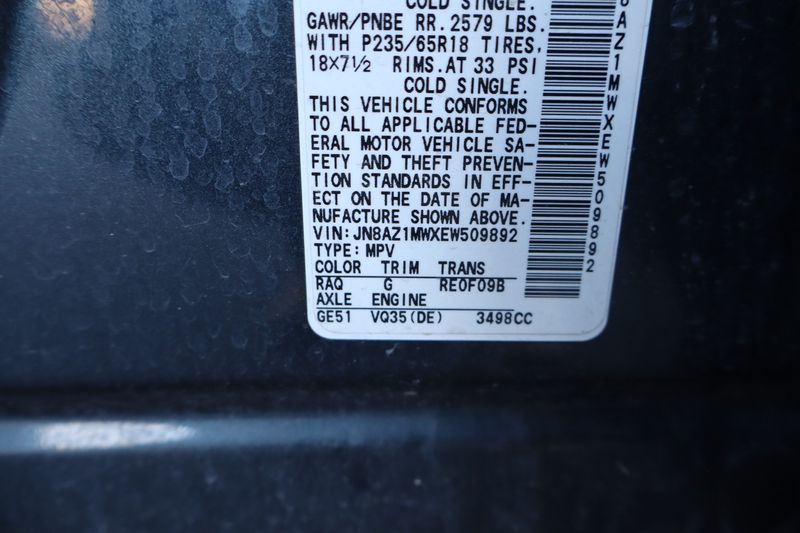 COLD SINGLE.
GAWR/PNBE RR. 2579 LBS.
WITH P235/65R18 TIRES,
18X7½ RIMS. AT 33 PSI
COLD SINGLE.
THIS VEHICLE CONFORMS
TO ALL APPLICABLE FED-
ERAL MOTOR VEHICLE SA-
FETY AND THEFT PREVEN-
TION STANDARDS IN EFF-
ECT ON THE DATE OF MA-
NUFACTURE SHOWN ABOVE.
VIN: JN8AZ1MWXEW509892
TYPE: MPV
COLOR TRIM TRANS
RAQ G RE0F09B
AXLE ENGINE
GE51 VQ35(DE) 3498CC
8AZ1MWXEW509892